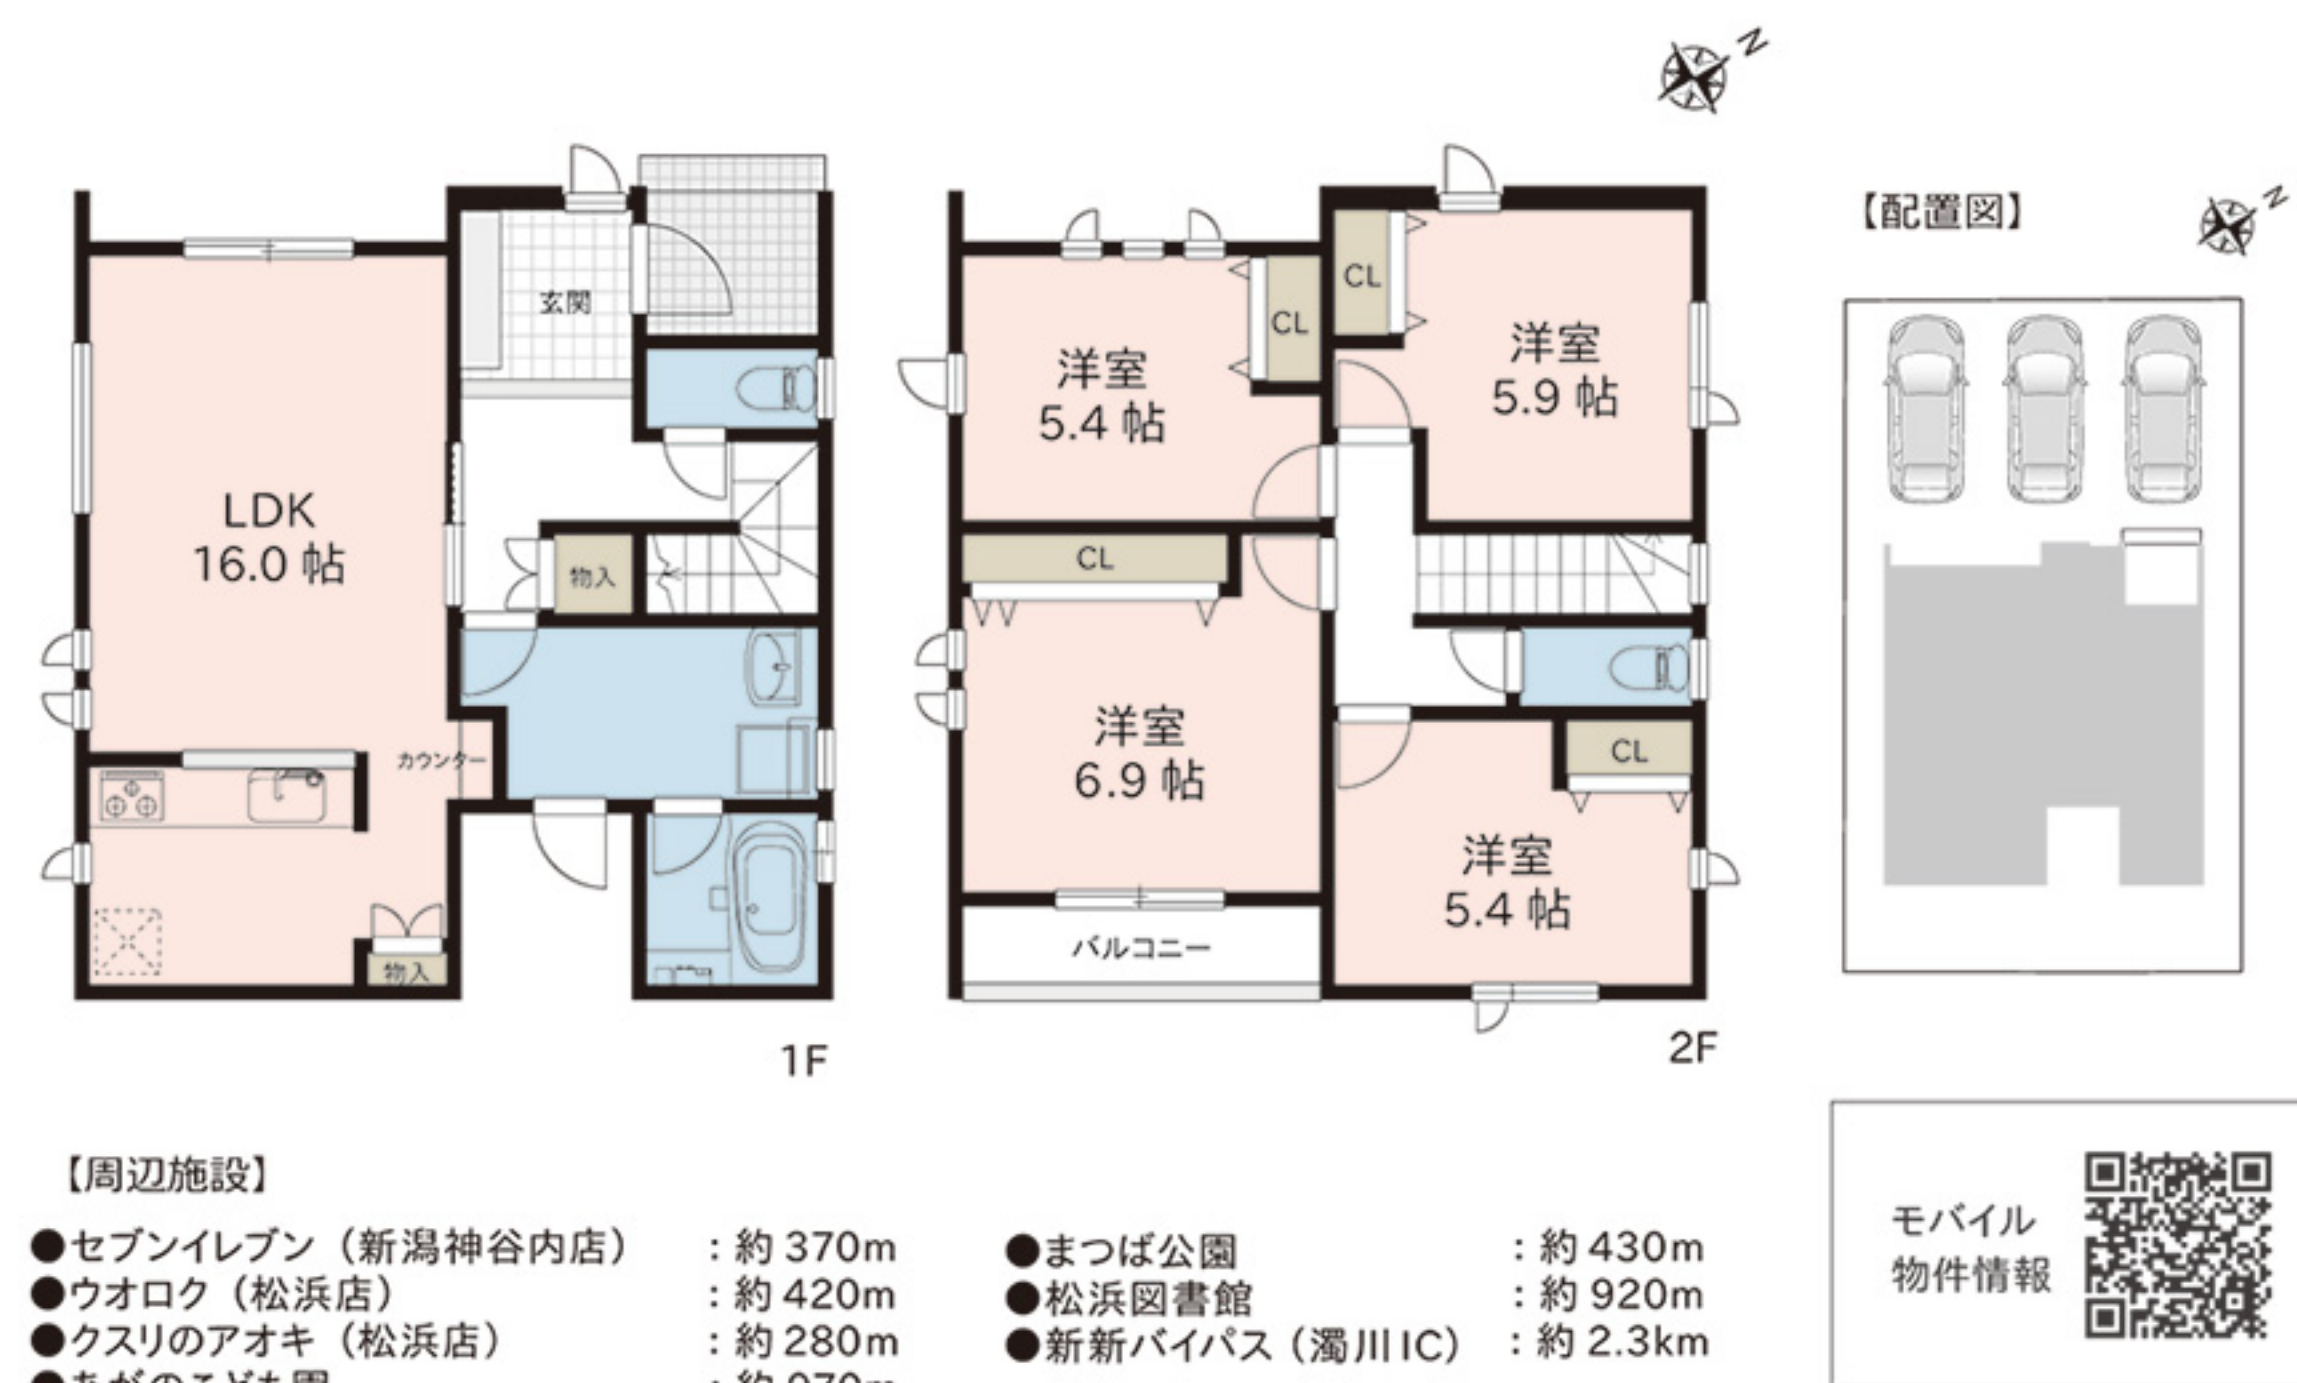 N
【配置図】
N
玄関
LDK
16.0 帖
物入
カウンター
物入
1F
洋室
5.4 帖
CL
CL
洋室
5.9 帖
CL
洋室
6.9 帖
バルコニー
CL
洋室
5.4 帖
2F
【周辺施設】
●セブンイレブン（新潟神谷内店）：約 370m
●ウオロク（松浜店）：約 420m
●クスリのアオキ（松浜店）：約 280m
●まつば公園：約 430m
●松浜図書館：約 920m
●新新バイパス（濁川IC）：約 2.3km
モバイル
物件情報